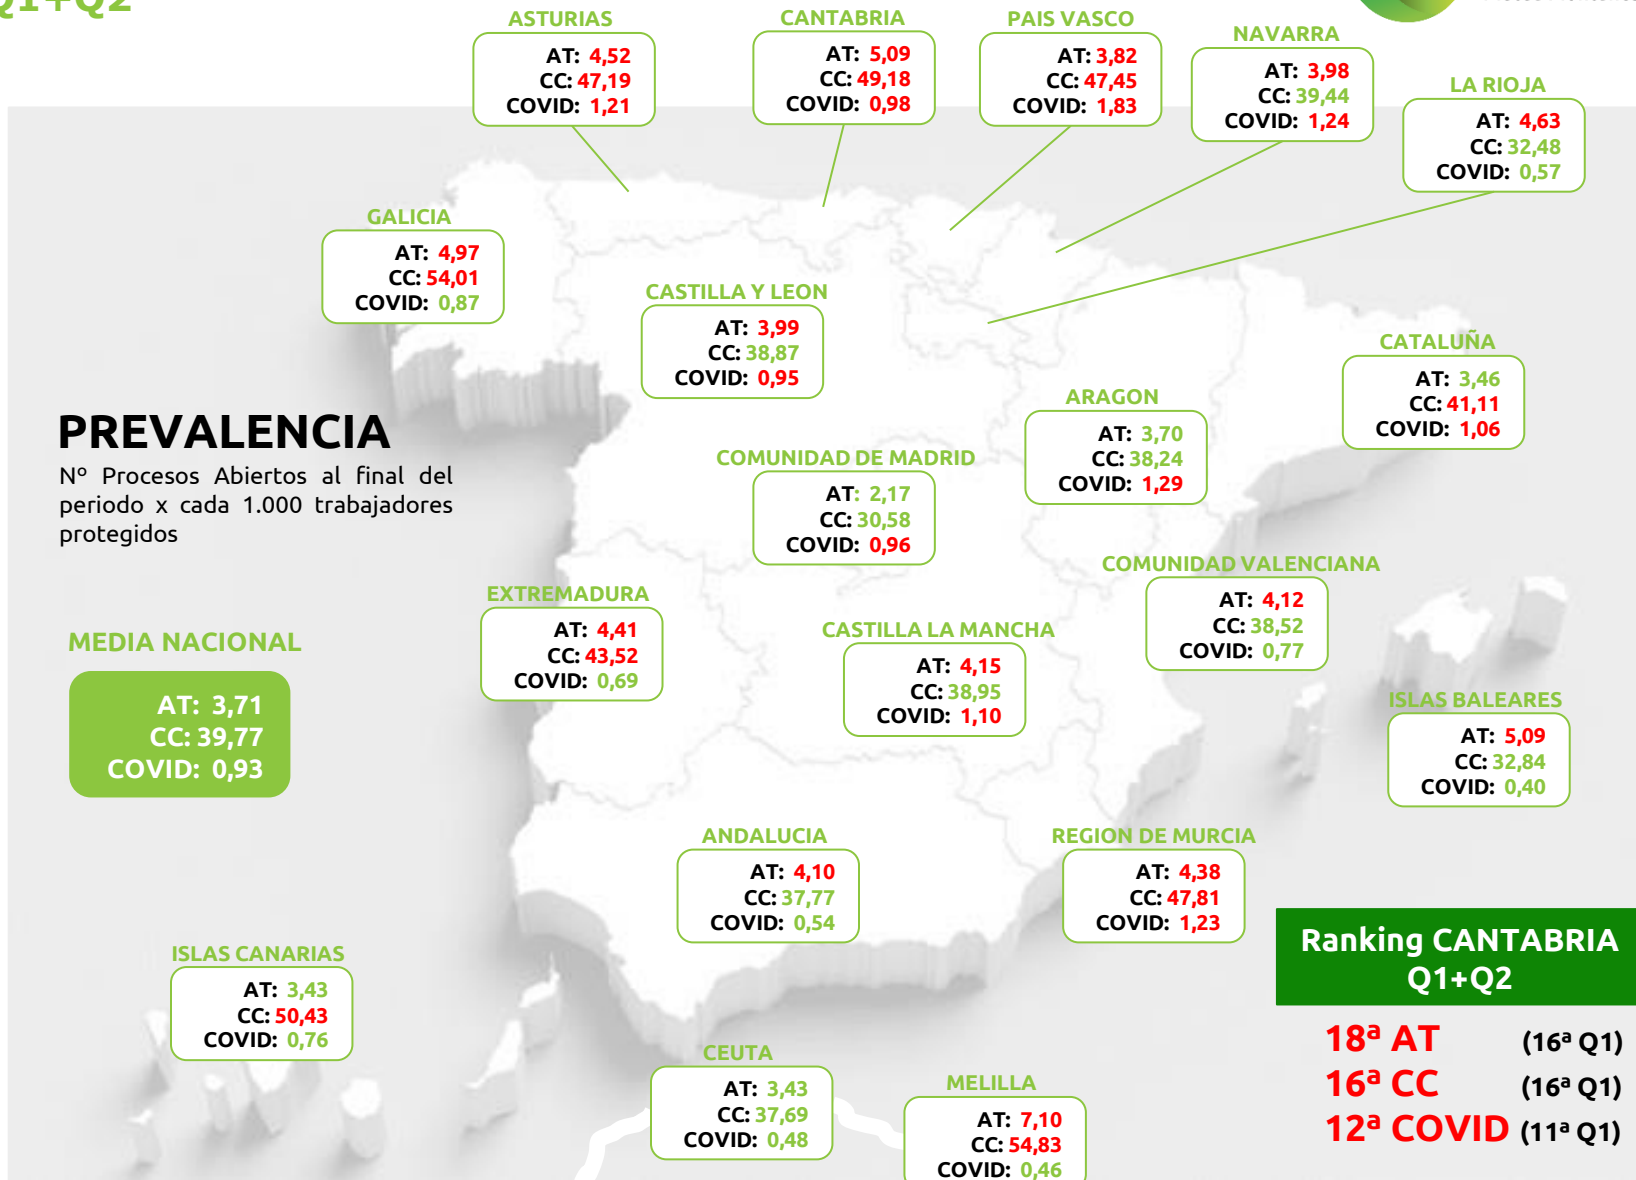 Q1+Q2
ASTURIAS
AT: 4,52
CC: 47,19
COVID: 1,21
CANTABRIA
AT: 5,09
CC: 49,18
COVID: 0,98
PAIS VASCO
AT: 3,82
CC: 47,45
COVID: 1,83
NAVARRA
AT: 3,98
CC: 39,44
COVID: 1,24
LA RIOJA
AT: 4,63
CC: 32,48
COVID: 0,57
GALICIA
AT: 4,97
CC: 54,01
COVID: 0,87
CASTILLA Y LEON
AT: 3,99
CC: 38,87
COVID: 0,95
CATALUÑA
AT: 3,46
CC: 41,11
COVID: 1,06
ARAGON
AT: 3,70
CC: 38,24
COVID: 1,29
PREVALENCIA
Nº Procesos Abiertos al final del
periodo x cada 1.000 trabajadores
protegidos
COMUNIDAD DE MADRID
AT: 2,17
CC: 30,58
COVID: 0,96
COMUNIDAD VALENCIANA
AT: 4,12
CC: 38,52
COVID: 0,77
EXTREMADURA
AT: 4,41
CC: 43,52
COVID: 0,69
CASTILLA LA MANCHA
AT: 4,15
CC: 38,95
COVID: 1,10
MEDIA NACIONAL
AT: 3,71
CC: 39,77
COVID: 0,93
ISLAS BALEARES
AT: 5,09
CC: 32,84
COVID: 0,40
ANDALUCIA
AT: 4,10
CC: 37,77
COVID: 0,54
REGION DE MURCIA
AT: 4,38
CC: 47,81
COVID: 1,23
ISLAS CANARIAS
AT: 3,43
CC: 50,43
COVID: 0,76
CEUTA
AT: 3,43
CC: 37,69
COVID: 0,48
MELILLA
AT: 7,10
CC: 54,83
COVID: 0,46
Ranking CANTABRIA
Q1+Q2
18ª AT (16ª Q1)
16ª CC (16ª Q1)
12ª COVID (11ª Q1)